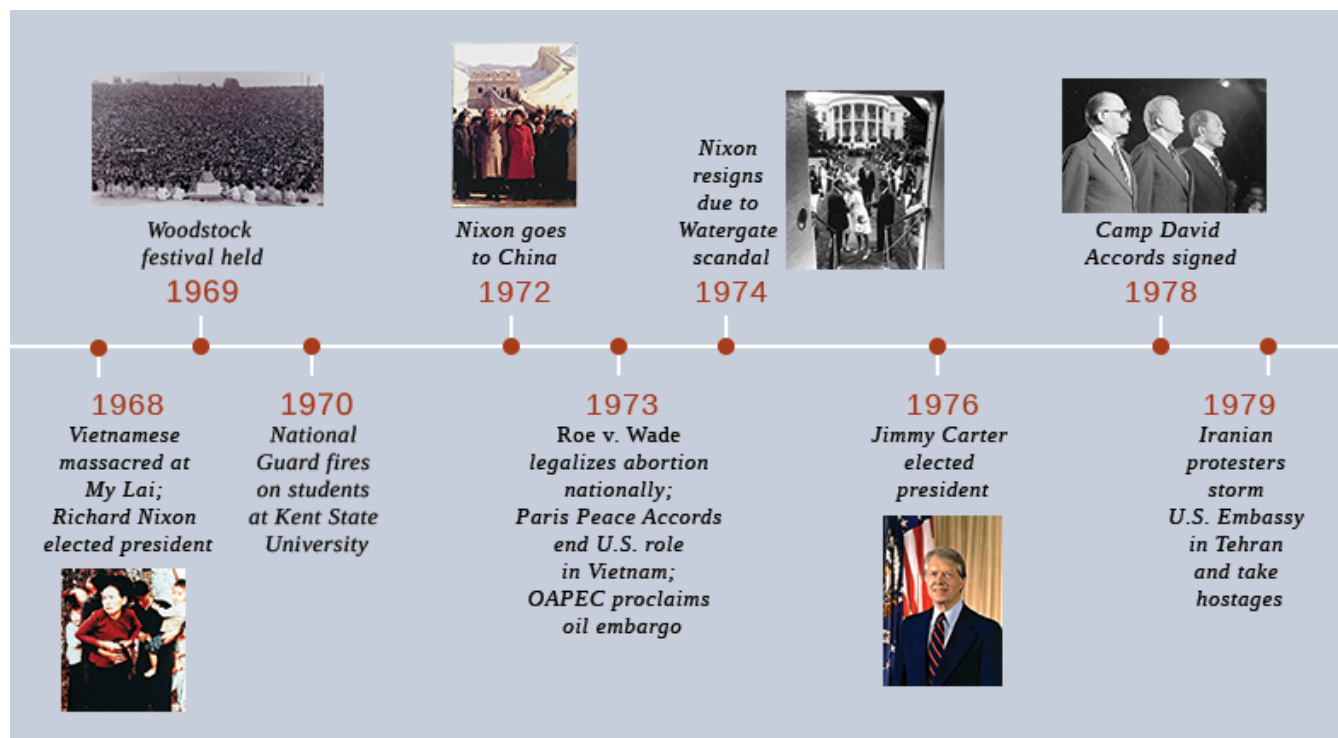 Woodstock
festival held
1969
Nixon goes
to China
1972
Nixon
resigns
due to
Watergate
scandal
1974
Camp David
Accords signed
1978
1968
Vietnamese
massacred at
My Lai;
Richard Nixon
elected president
1970
National
Guard fires
on students
at Kent State
University
1973
Roe v. Wade
legalizes abortion
nationally;
Paris Peace Accords
end U.S. role
in Vietnam;
OAPEC proclaims
oil embargo
1976
Jimmy Carter
elected
president
1979
Iranian
protesters
storm
U.S. Embassy
in Tehran
and take
hostages